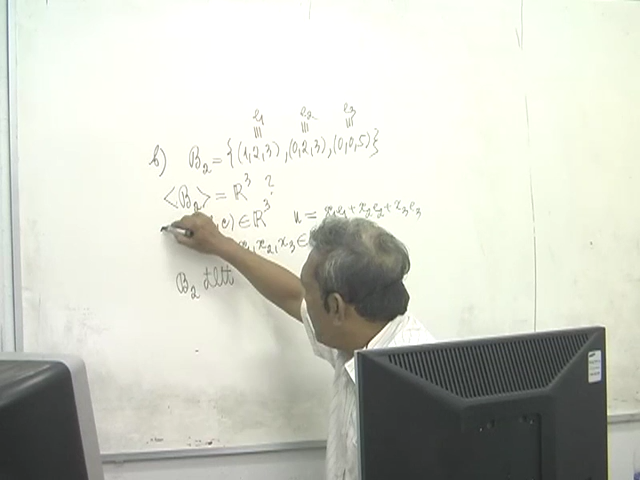 e₁ e₂ e₃
b) B₂ = {(1,2,3),(0,2,3),(0,0,5)}
⟨B₂⟩ = ℝ³ ?
,c) ∈ ℝ³ u = x₁e₁ + x₂e₂ + x₃e₃
x₂, x₃ ∈
B₂ đltt